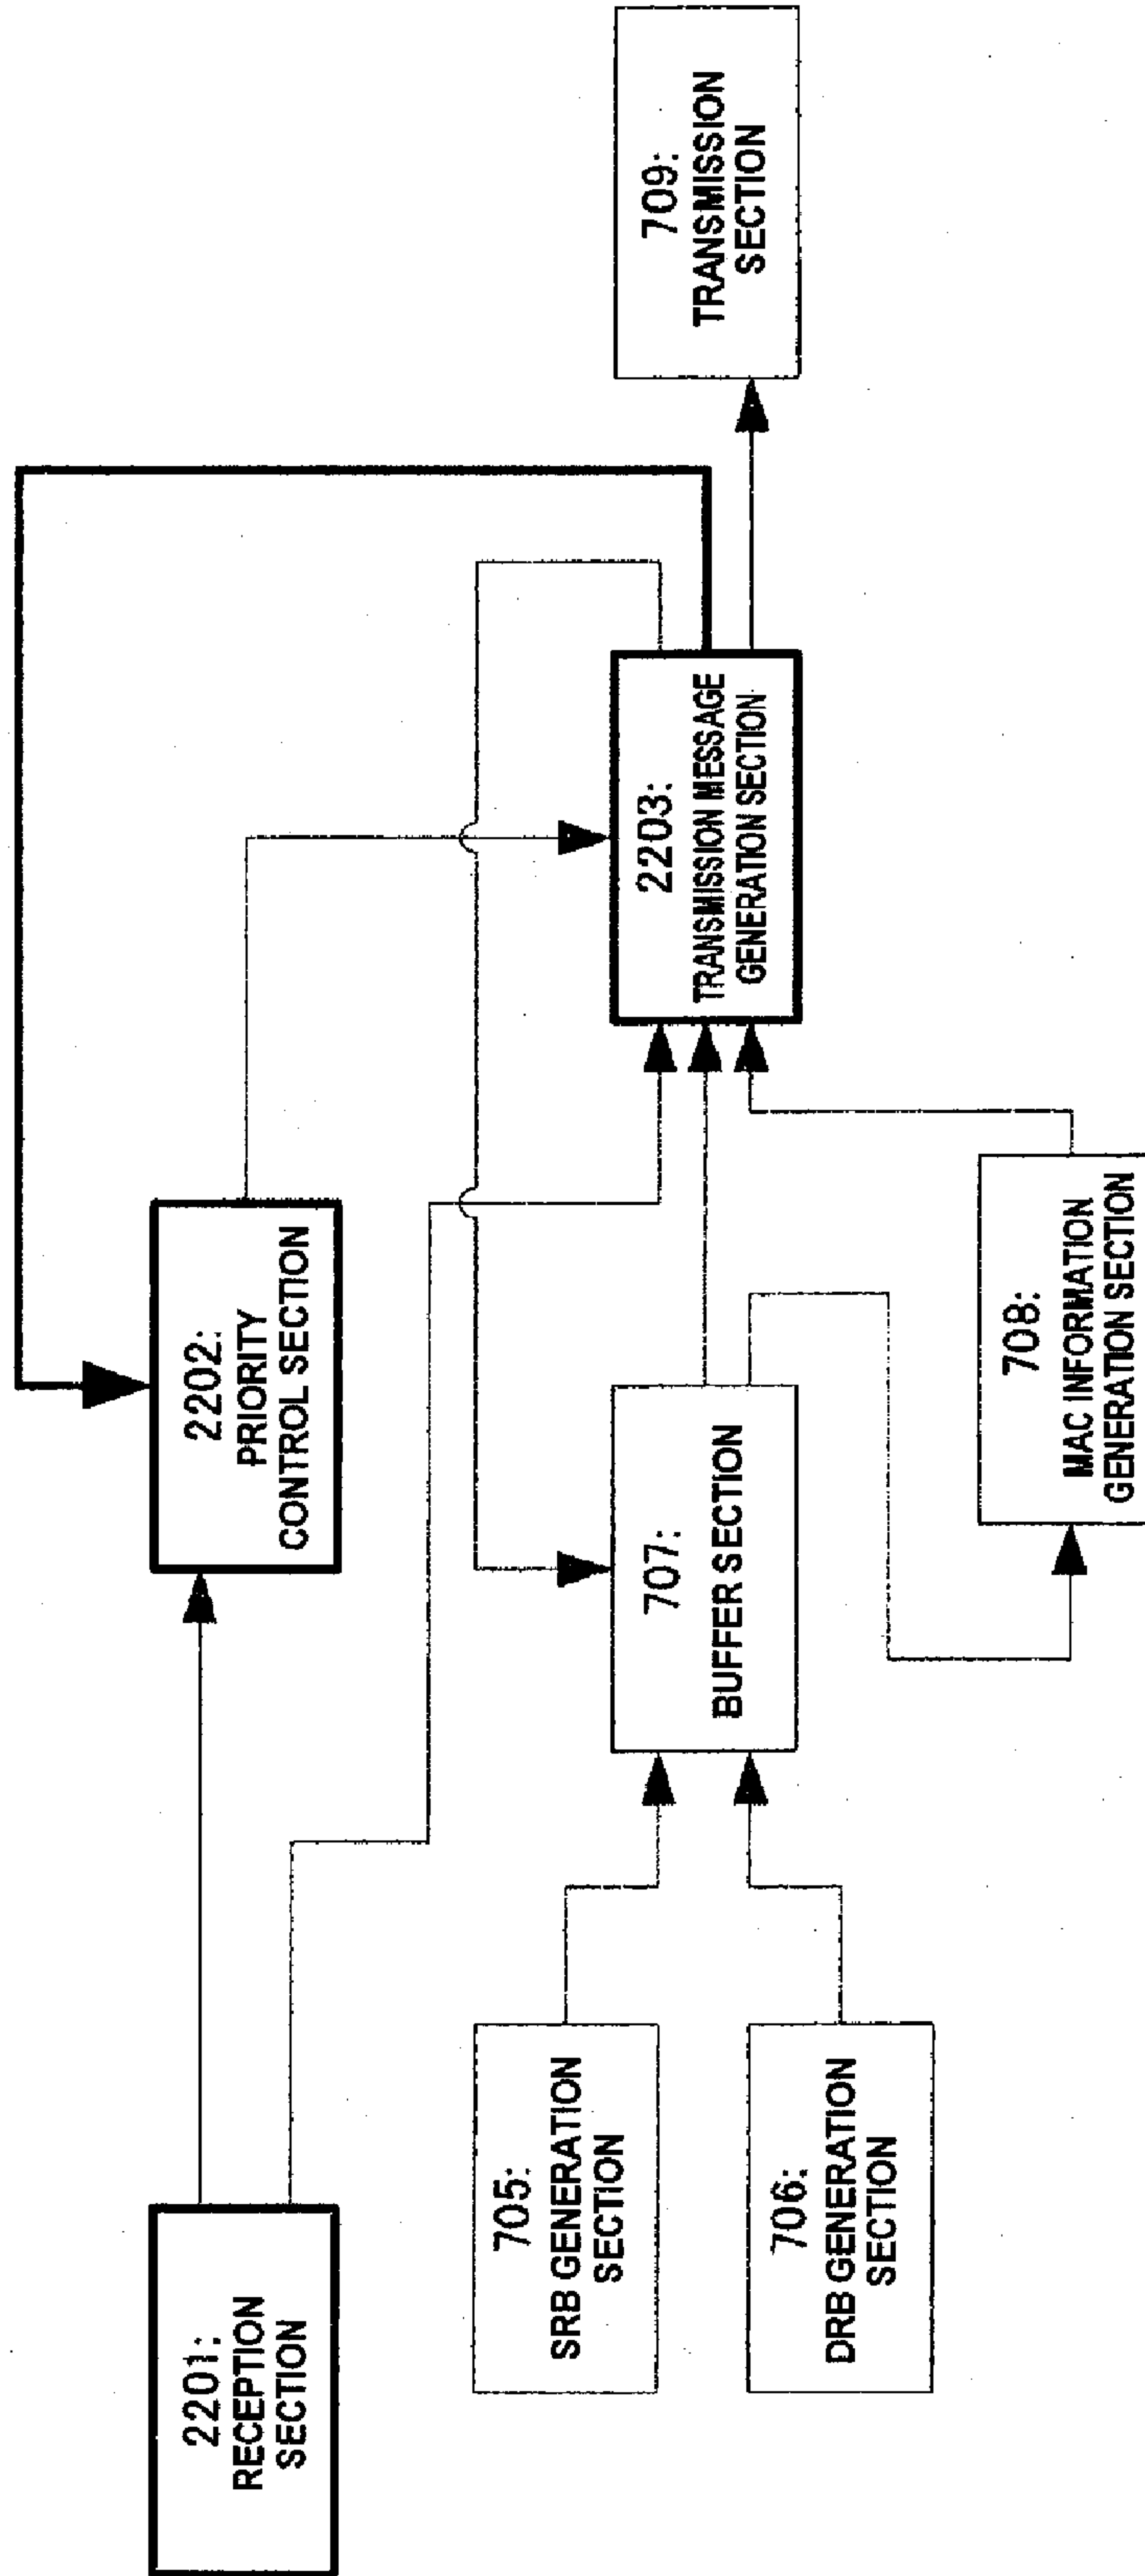 2201:
RECEPTION
SECTION
2202:
PRIORITY
CONTROL SECTION
705:
SRB GENERATION
SECTION
706:
DRB GENERATION
SECTION
707:
BUFFER SECTION
708:
MAC INFORMATION
GENERATION SECTION
2203:
TRANSMISSION MESSAGE
GENERATION SECTION
709:
TRANSMISSION
SECTION